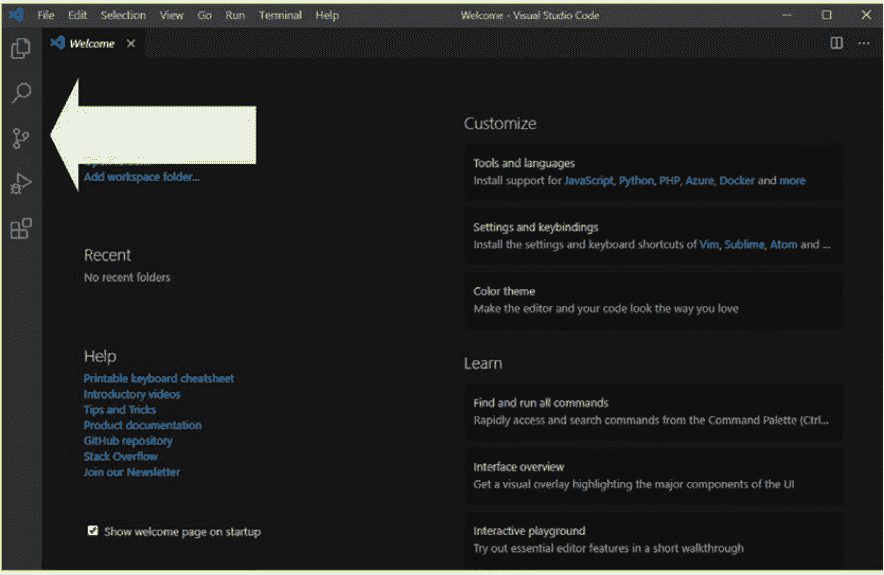 File Edit Selection View Go Run Terminal Help Welcome - Visual Studio Code
Welcome
Add workspace folder...
Recent
No recent folders
Help
Printable keyboard cheatsheet
Introductory videos
Tips and Tricks
Product documentation
GitHub repository
Stack Overflow
Join our Newsletter
Show welcome page on startup
Customize
Tools and languages
Install support for JavaScript, Python, PHP, Azure, Docker and more
Settings and keybindings
Install the settings and keyboard shortcuts of Vim, Sublime, Atom and ...
Color theme
Make the editor and your code look the way you love
Learn
Find and run all commands
Rapidly access and search commands from the Command Palette (Ctrl...
Interface overview
Get a visual overlay highlighting the major components of the UI
Interactive playground
Try out essential editor features in a short walkthrough